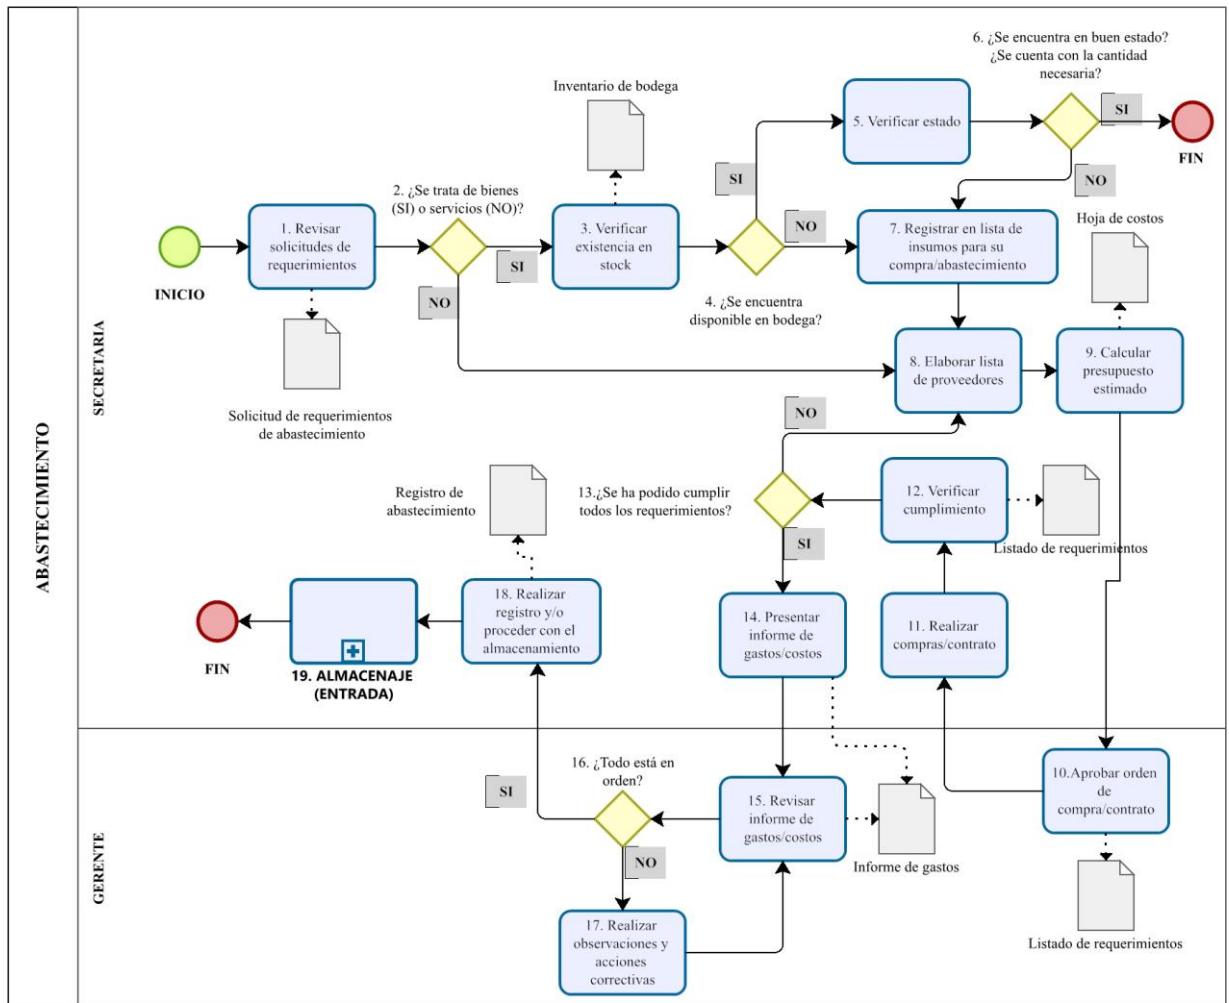 ABASTECIMIENTO
SECRETARIA
INICIO
1. Revisar
solicitudes de
requerimientos
Solicitud de requerimientos
de abastecimiento
2. ¿Se trata de bienes
(SI) o servicios (NO)?
SI
NO
Inventario de bodega
3. Verificar
existencia en
stock
4. ¿Se encuentra
disponible en bodega?
SI
NO
5. Verificar estado
6. ¿Se encuentra en buen estado?
¿Se cuenta con la cantidad
necesaria?
SI
FIN
NO
7. Registrar en lista de
insumos para su
compra/abastecimiento
Hoja de costos
8. Elaborar lista
de proveedores
9. Calcular
presupuesto
estimado
NO
13.¿Se ha podido cumplir
todos los requerimientos?
SI
12. Verificar
cumplimiento
Listado de requerimientos
11. Realizar
compras/contrato
14. Presentar
informe de
gastos/costos
Registro de
abastecimiento
18. Realizar
registro y/o
proceder con el
almacenamiento
19. ALMACENAJE
(ENTRADA)
FIN
GERENTE
10.Aprobar orden
de
compra/contrato
Listado de requerimientos
15. Revisar
informe de
gastos/costos
Informe de gastos
16. ¿Todo está en
orden?
SI
NO
17. Realizar
observaciones y
acciones
correctivas